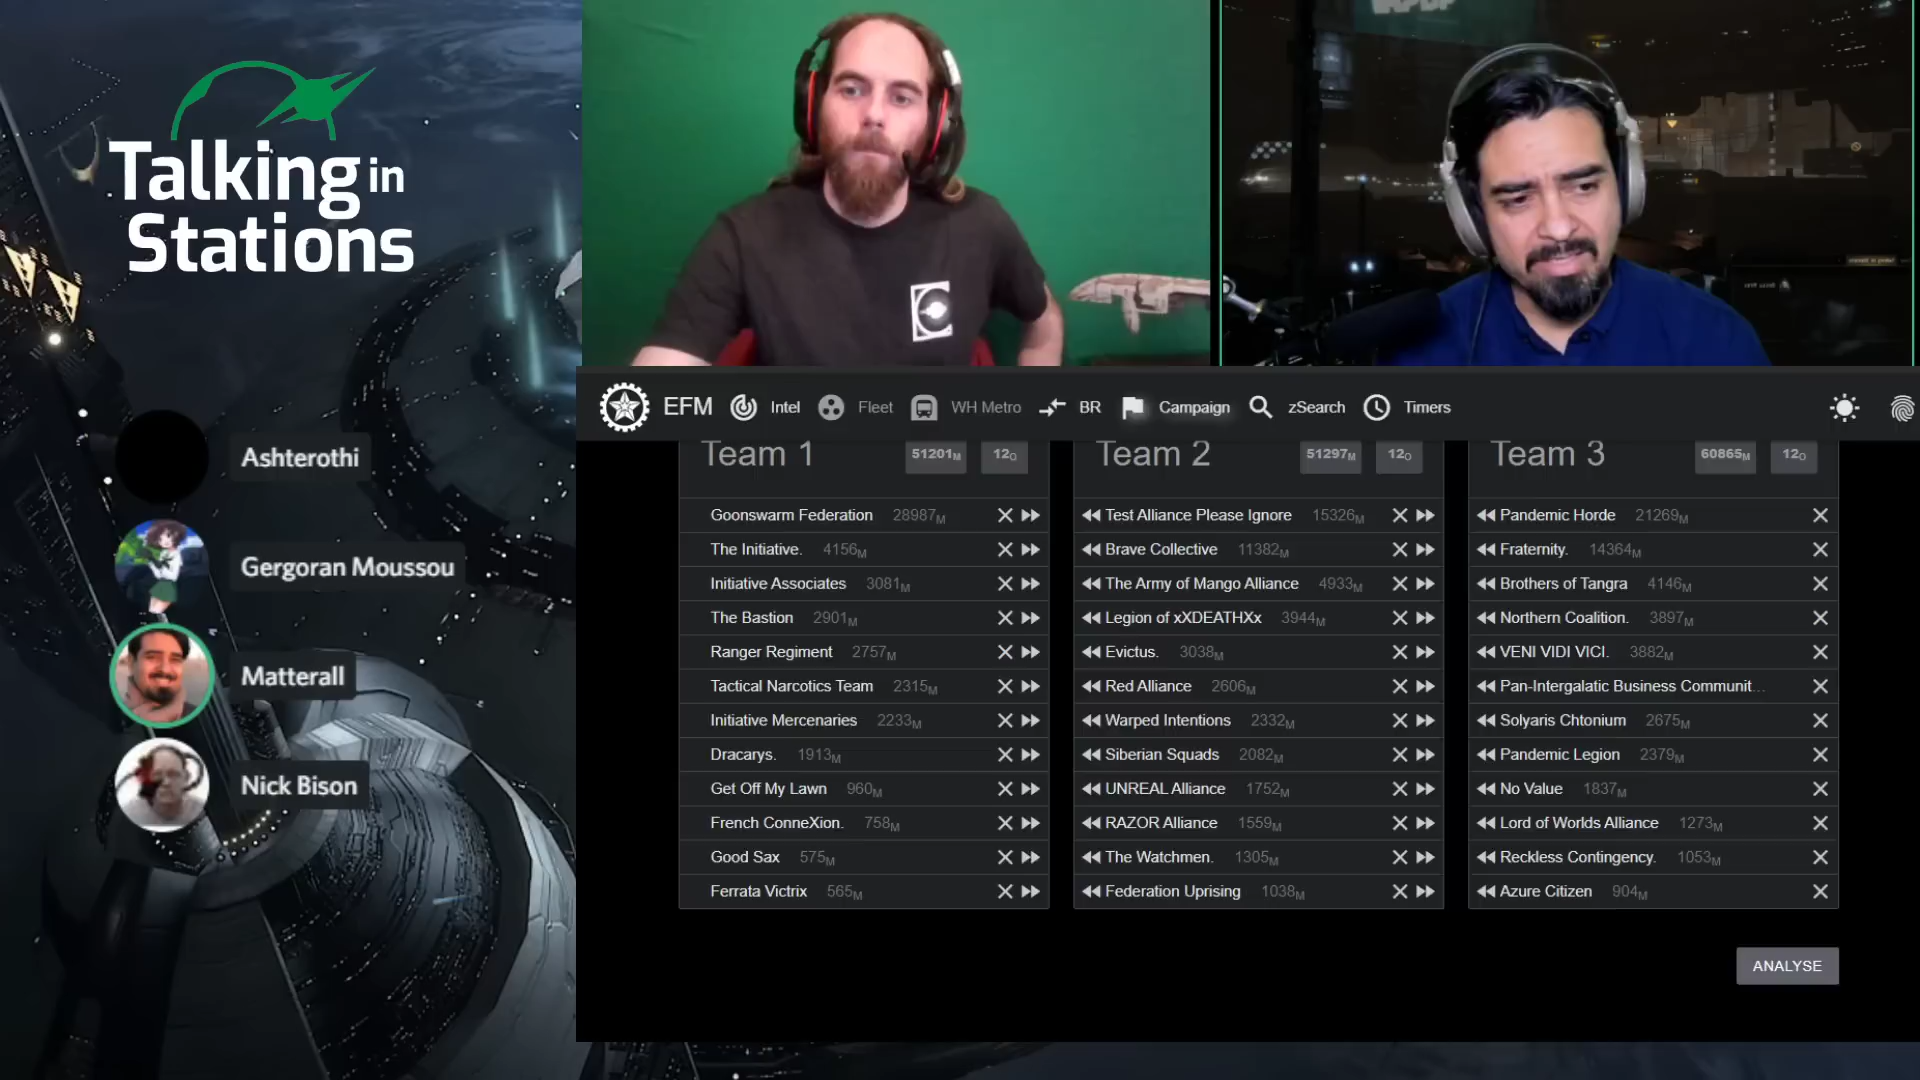 Talking in
Stations
Ashterothi
Gergoran Moussou
Matterall
Nick Bison
EFM Intel Fleet WH Metro BR Campaign zSearch Timers
Team 1 51201M 12O
Goonswarm Federation 28987M
The Initiative. 4156M
Initiative Associates 3081M
The Bastion 2901M
Ranger Regiment 2757M
Tactical Narcotics Team 2315M
Initiative Mercenaries 2233M
Dracarys. 1913M
Get Off My Lawn 960M
French ConneXion. 758M
Good Sax 575M
Ferrata Victrix 565M
Team 2 51297M 12O
Test Alliance Please Ignore 15326M
Brave Collective 11382M
The Army of Mango Alliance 4933M
Legion of xXDEATHXx 3944M
Evictus. 3038M
Red Alliance 2606M
Warped Intentions 2332M
Siberian Squads 2082M
UNREAL Alliance 1752M
RAZOR Alliance 1559M
The Watchmen. 1305M
Federation Uprising 1038M
Team 3 60865M 12O
Pandemic Horde 21269M
Fraternity. 14364M
Brothers of Tangra 4146M
Northern Coalition. 3897M
VENI VIDI VICI. 3882M
Pan-Intergalatic Business Communit...
Solyaris Chtonium 2675M
Pandemic Legion 2379M
No Value 1837M
Lord of Worlds Alliance 1273M
Reckless Contingency. 1053M
Azure Citizen 904M
ANALYSE